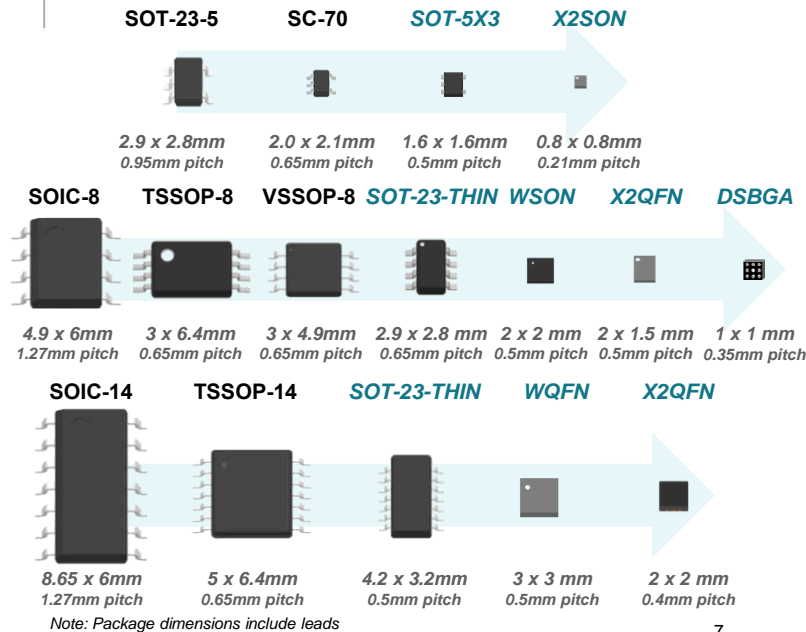 SOT-23-5 SC-70 SOT-5X3 X2SON
2.9 x 2.8mm 2.0 x 2.1mm 1.6 x 1.6mm 0.8 x 0.8mm
0.95mm pitch 0.65mm pitch 0.5mm pitch 0.21mm pitch
SOIC-8 TSSOP-8 VSSOP-8 SOT-23-THIN WSON X2QFN DSBGA
4.9 x 6mm 3 x 6.4mm 3 x 4.9mm 2.9 x 2.8 mm 2 x 2 mm 2 x 1.5 mm 1 x 1 mm
1.27mm pitch 0.65mm pitch 0.65mm pitch 0.65mm pitch 0.5mm pitch 0.5mm pitch 0.35mm pitch
SOIC-14 TSSOP-14 SOT-23-THIN WQFN X2QFN
8.65 x 6mm 5 x 6.4mm 4.2 x 3.2mm 3 x 3 mm 2 x 2 mm
1.27mm pitch 0.65mm pitch 0.5mm pitch 0.5mm pitch 0.4mm pitch
Note: Package dimensions include leads
7